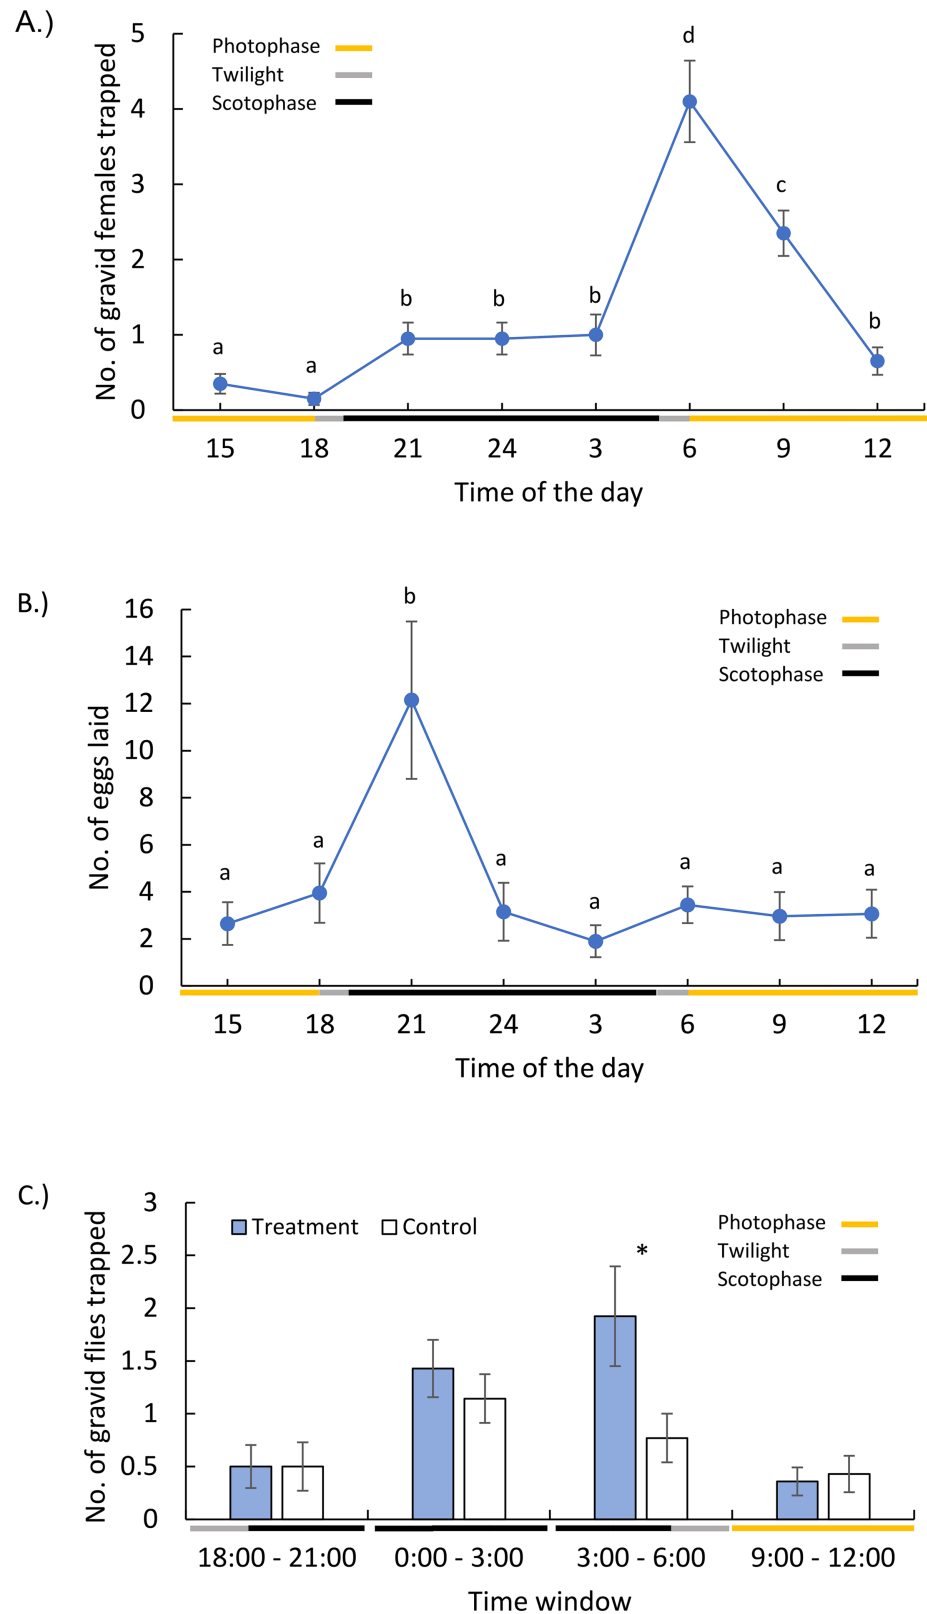 A.)
No. of gravid females trapped
Photophase
Twilight
Scotophase
5
4
3
2
1
0
a
a
b
b
b
d
c
b
15 18 21 24 3 6 9 12
Time of the day
B.)
No. of eggs laid
Photophase
Twilight
Scotophase
16
14
12
10
8
6
4
2
0
a
a
b
a
a
a
a
a
15 18 21 24 3 6 9 12
Time of the day
C.)
No. of gravid flies trapped
Treatment Control
Photophase
Twilight
Scotophase
3
2.5
2
1.5
1
0.5
0
*
18:00 - 21:00 0:00 - 3:00 3:00 - 6:00 9:00 - 12:00
Time window